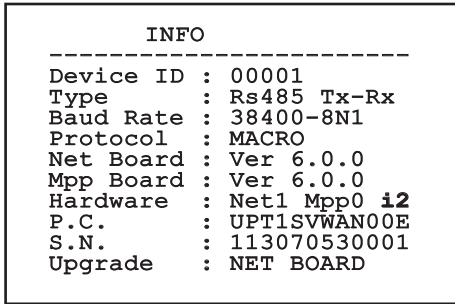 INFO
--------------------------
Device ID : 00001
Type : Rs485 Tx-Rx
Baud Rate : 38400-8N1
Protocol : MACRO
Net Board : Ver 6.0.0
Mpp Board : Ver 6.0.0
Hardware : Net1 Mpp0 i2
P.C. : UPT1SVWAN00E
S.N. : 113070530001
Upgrade : NET BOARD